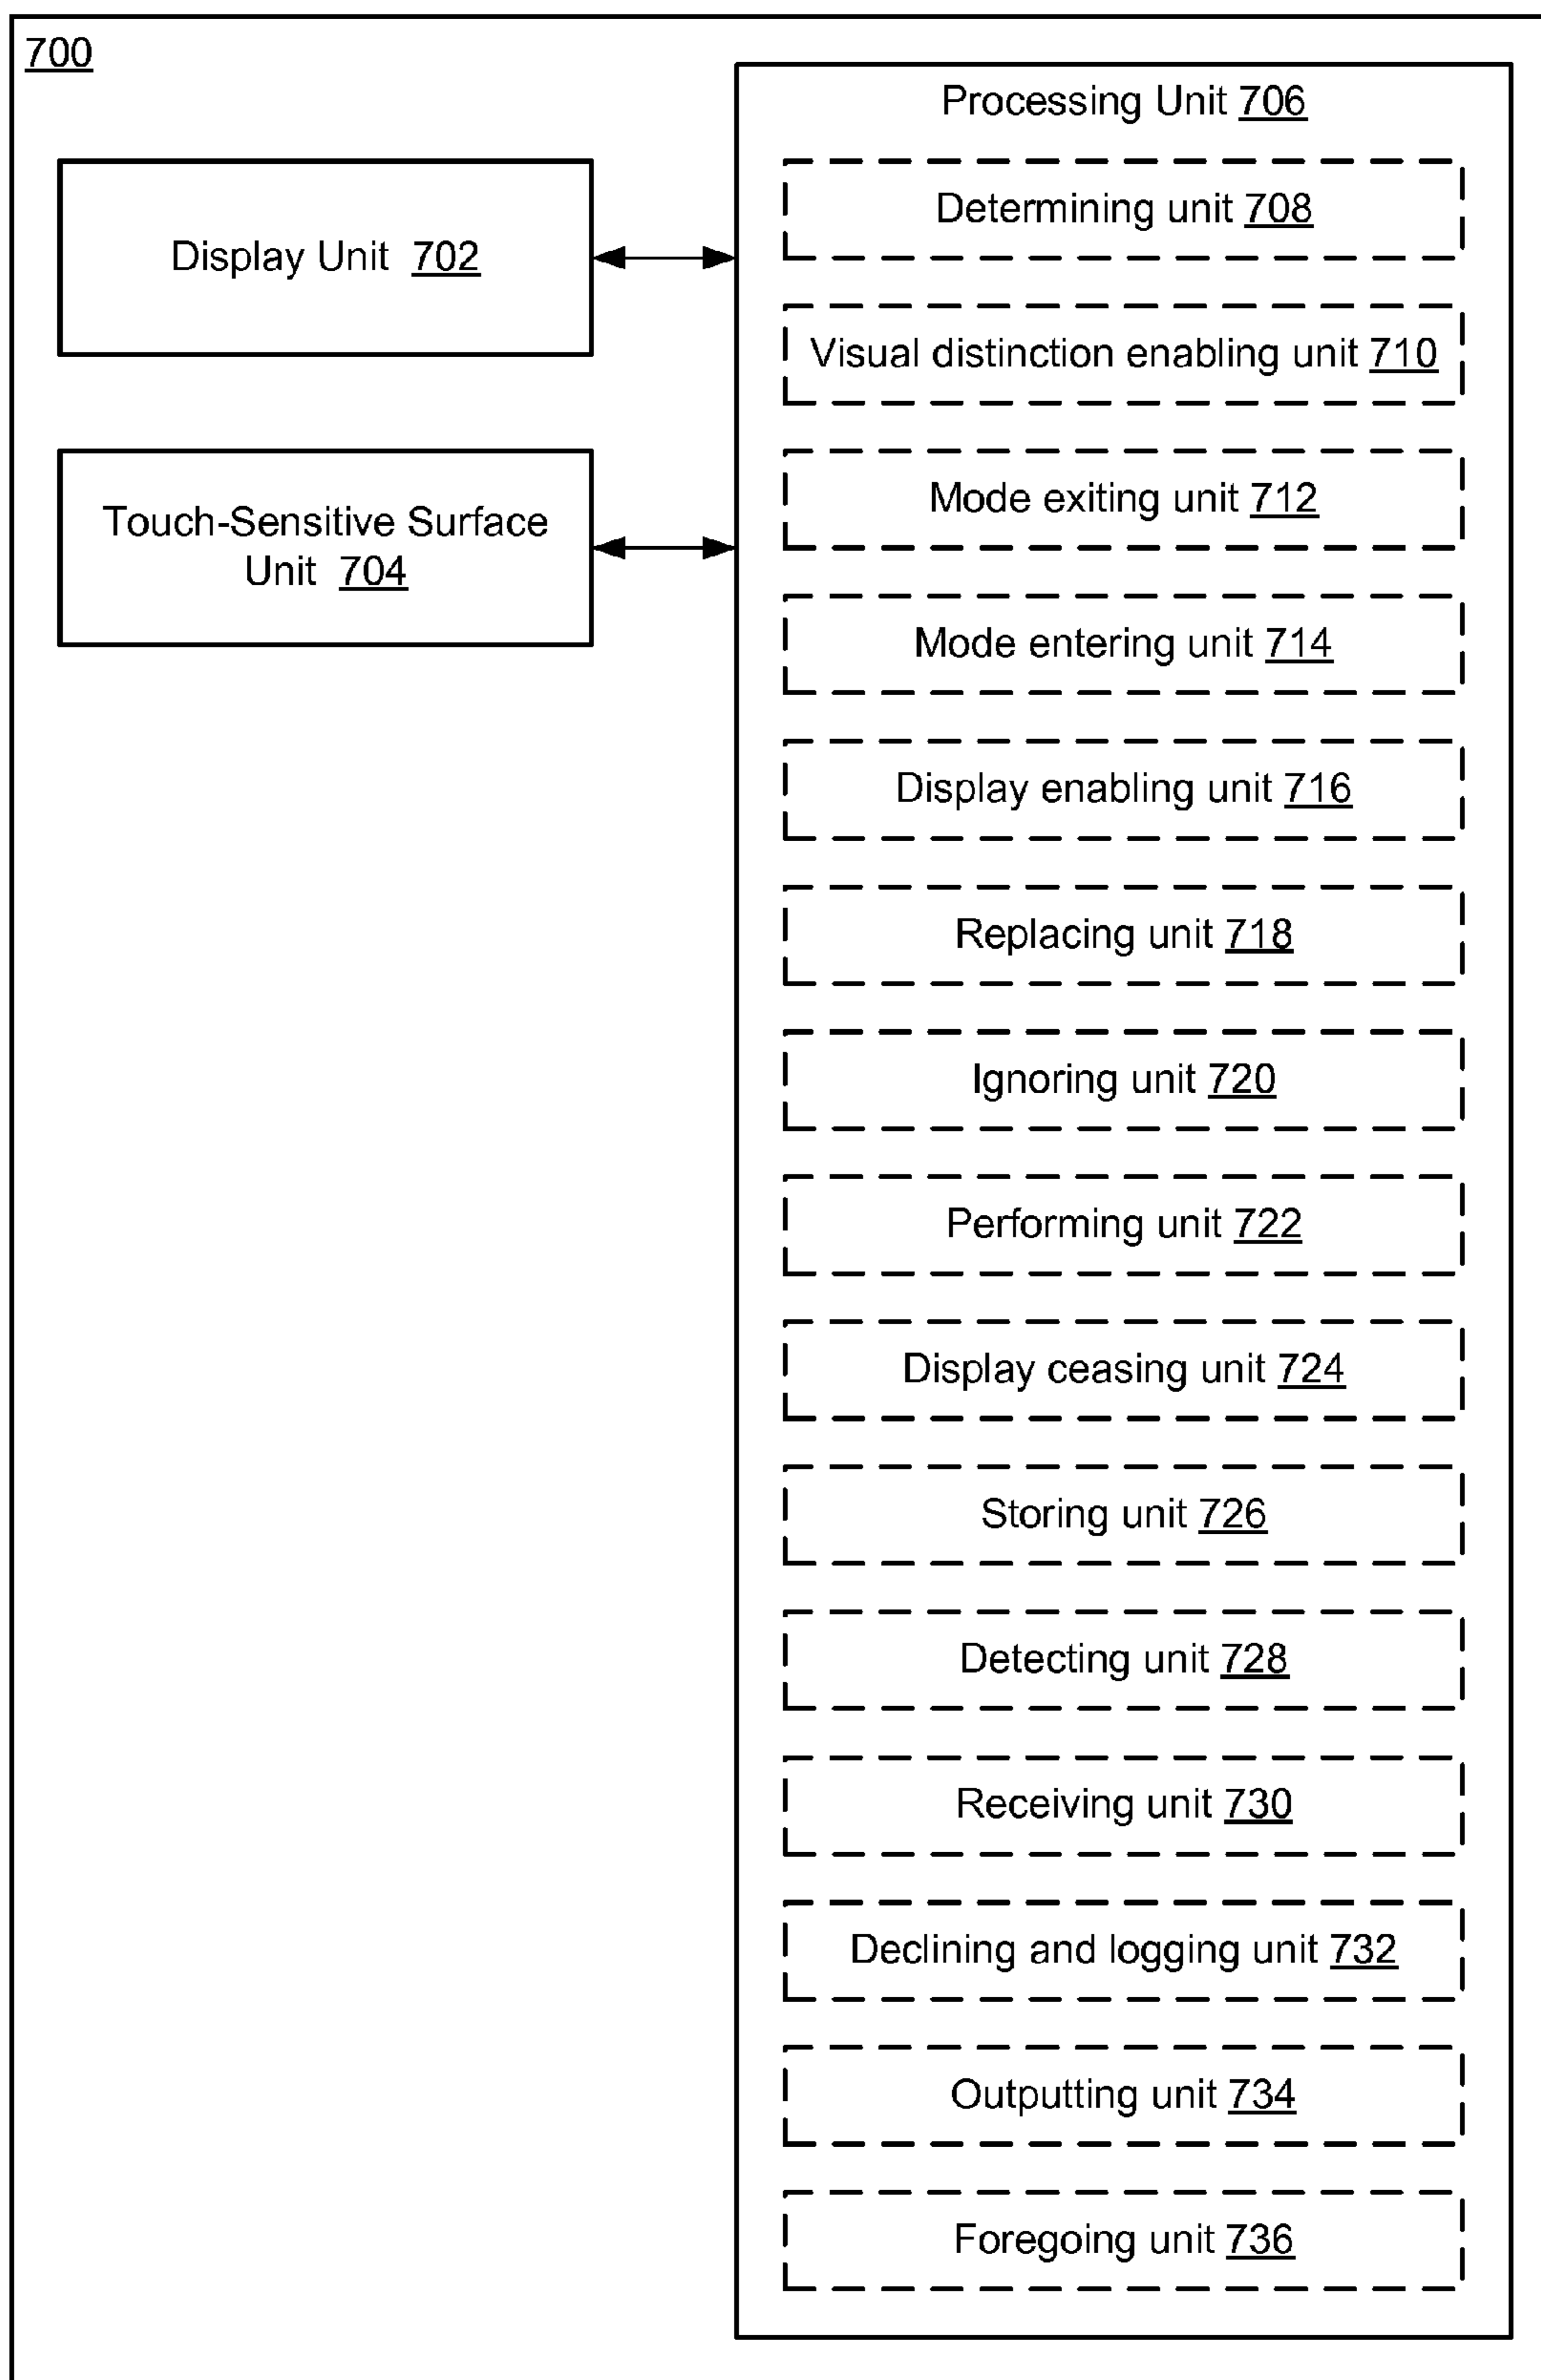 700
Processing Unit 706
Display Unit 702
Touch-Sensitive Surface
Unit 704
Determining unit 708
Visual distinction enabling unit 710
Mode exiting unit 712
Mode entering unit 714
Display enabling unit 716
Replacing unit 718
Ignoring unit 720
Performing unit 722
Display ceasing unit 724
Storing unit 726
Detecting unit 728
Receiving unit 730
Declining and logging unit 732
Outputting unit 734
Foregoing unit 736